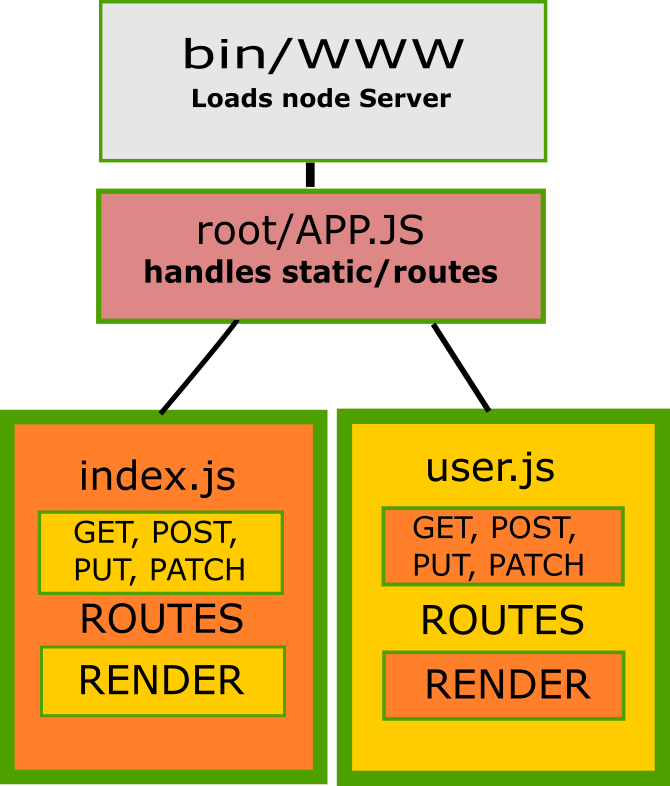 bin/WWW
Loads node Server
root/APP.JS
handles static/routes
index.js
GET, POST,
PUT, PATCH
ROUTES
RENDER
user.js
GET, POST,
PUT, PATCH
ROUTES
RENDER